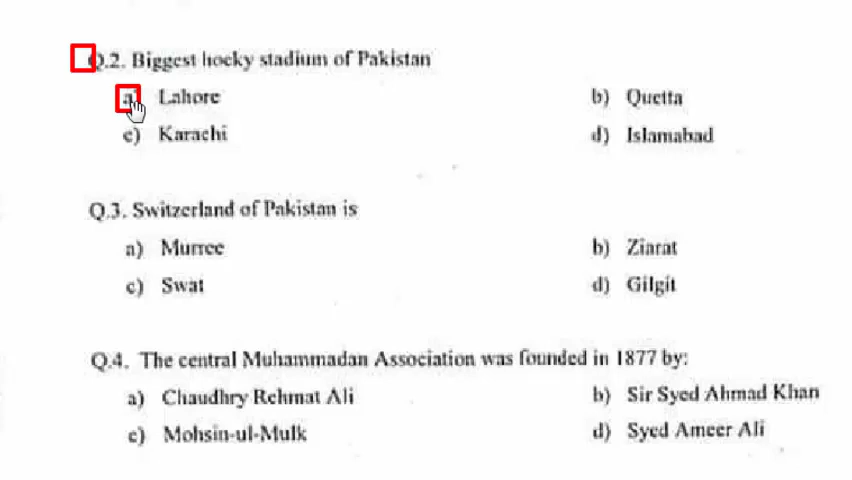 Q.2. Biggest hocky stadium of Pakistan
a) Lahore b) Quetta
c) Karachi d) Islamabad
Q.3. Switzerland of Pakistan is
a) Murree b) Ziarat
c) Swat d) Gilgit
Q.4. The central Muhammadan Association was founded in 1877 by:
a) Chaudhry Rehmat Ali b) Sir Syed Ahmad Khan
c) Mohsin-ul-Mulk d) Syed Ameer Ali